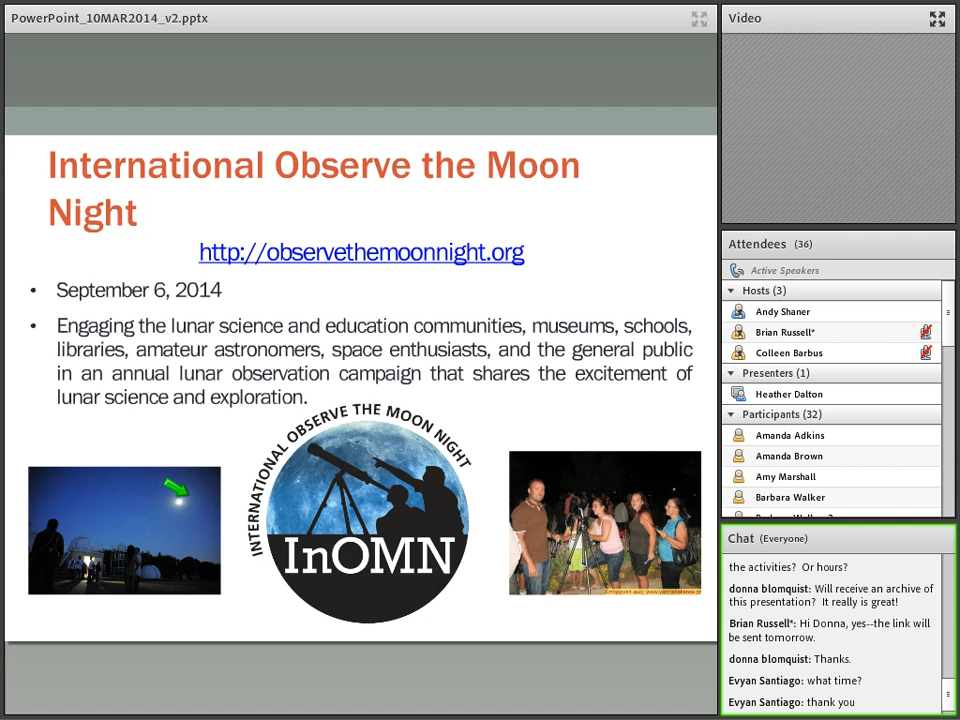 PowerPoint_10MAR2014_v2.pptx
International Observe the Moon
Night
http://observethemoonnight.org
• September 6, 2014
• Engaging the lunar science and education communities, museums, schools,
libraries, amateur astronomers, space enthusiasts, and the general public
in an annual lunar observation campaign that shares the excitement of
lunar science and exploration.
INTERNATIONAL OBSERVE THE MOON NIGHT
InOMN
Video
Attendees (36)
Active Speakers
Hosts (3)
Andy Shaner
Brian Russell*
Colleen Barbus
Presenters (1)
Heather Dalton
Participants (32)
Amanda Adkins
Amanda Brown
Amy Marshall
Barbara Walker
Chat (Everyone)
the activities? Or hours?
donna blomquist: Will receive an archive of
this presentation? It really is great!
Brian Russell*: Hi Donna, yes--the link will
be sent tomorrow.
donna blomquist: Thanks.
Evyan Santiago: what time?
Evyan Santiago: thank you